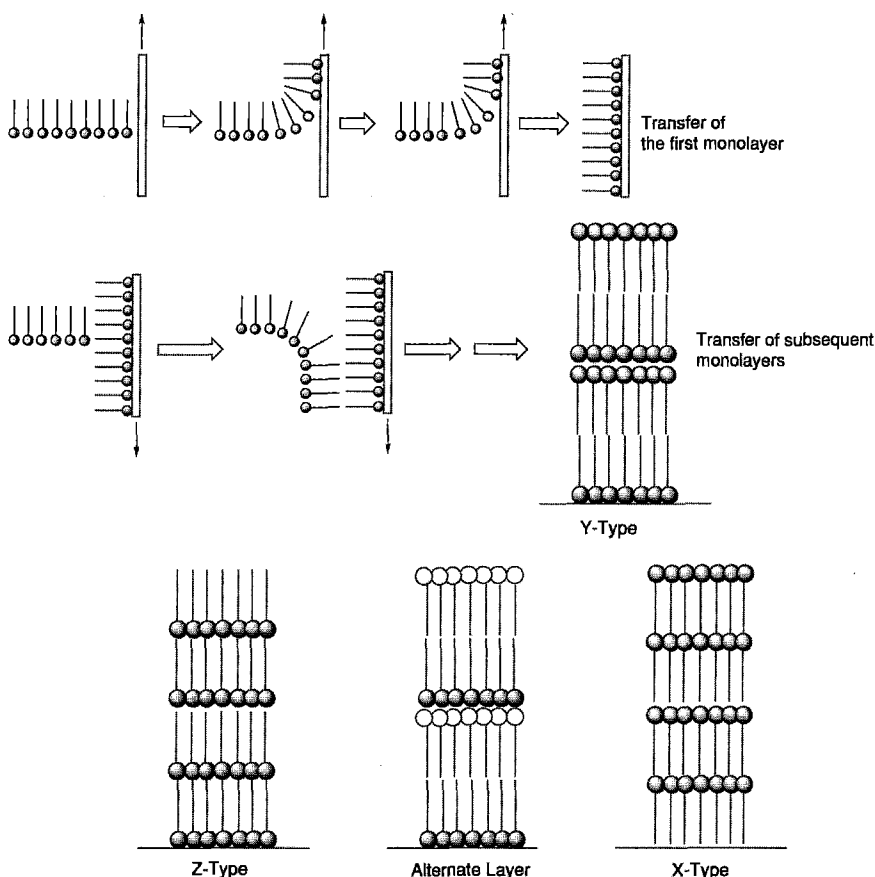 Transfer of
the first monolayer
Transfer of subsequent
monolayers
Y-Type
Z-Type
Alternate Layer
X-Type